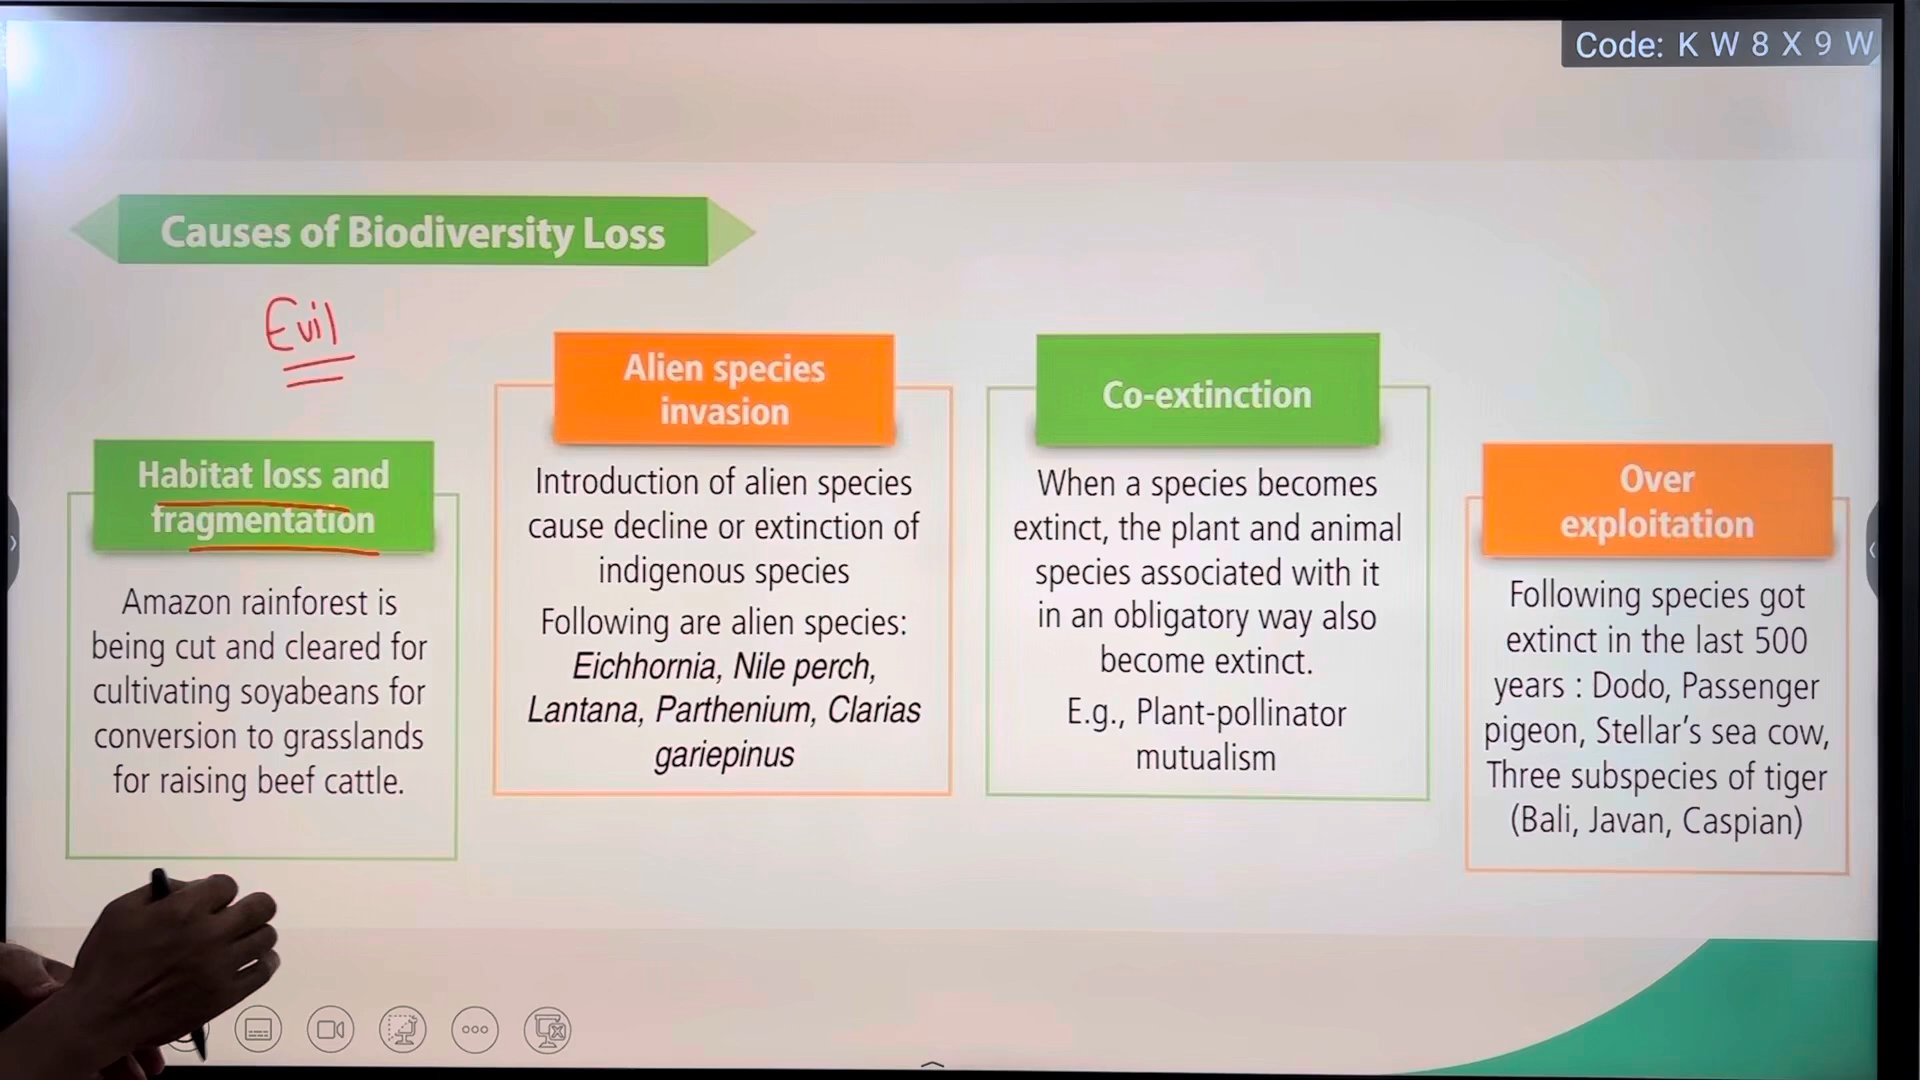 Code: K W 8 X 9 W
Causes of Biodiversity Loss
Evil
Habitat loss and
fragmentation
Amazon rainforest is
being cut and cleared for
cultivating soyabeans for
conversion to grasslands
for raising beef cattle.
Alien species
invasion
Introduction of alien species
cause decline or extinction of
indigenous species
Following are alien species:
Eichhornia, Nile perch,
Lantana, Parthenium, Clarias
gariepinus
Co-extinction
When a species becomes
extinct, the plant and animal
species associated with it
in an obligatory way also
become extinct.
E.g., Plant-pollinator
mutualism
Over
exploitation
Following species got
extinct in the last 500
years : Dodo, Passenger
pigeon, Stellar's sea cow,
Three subspecies of tiger
(Bali, Javan, Caspian)